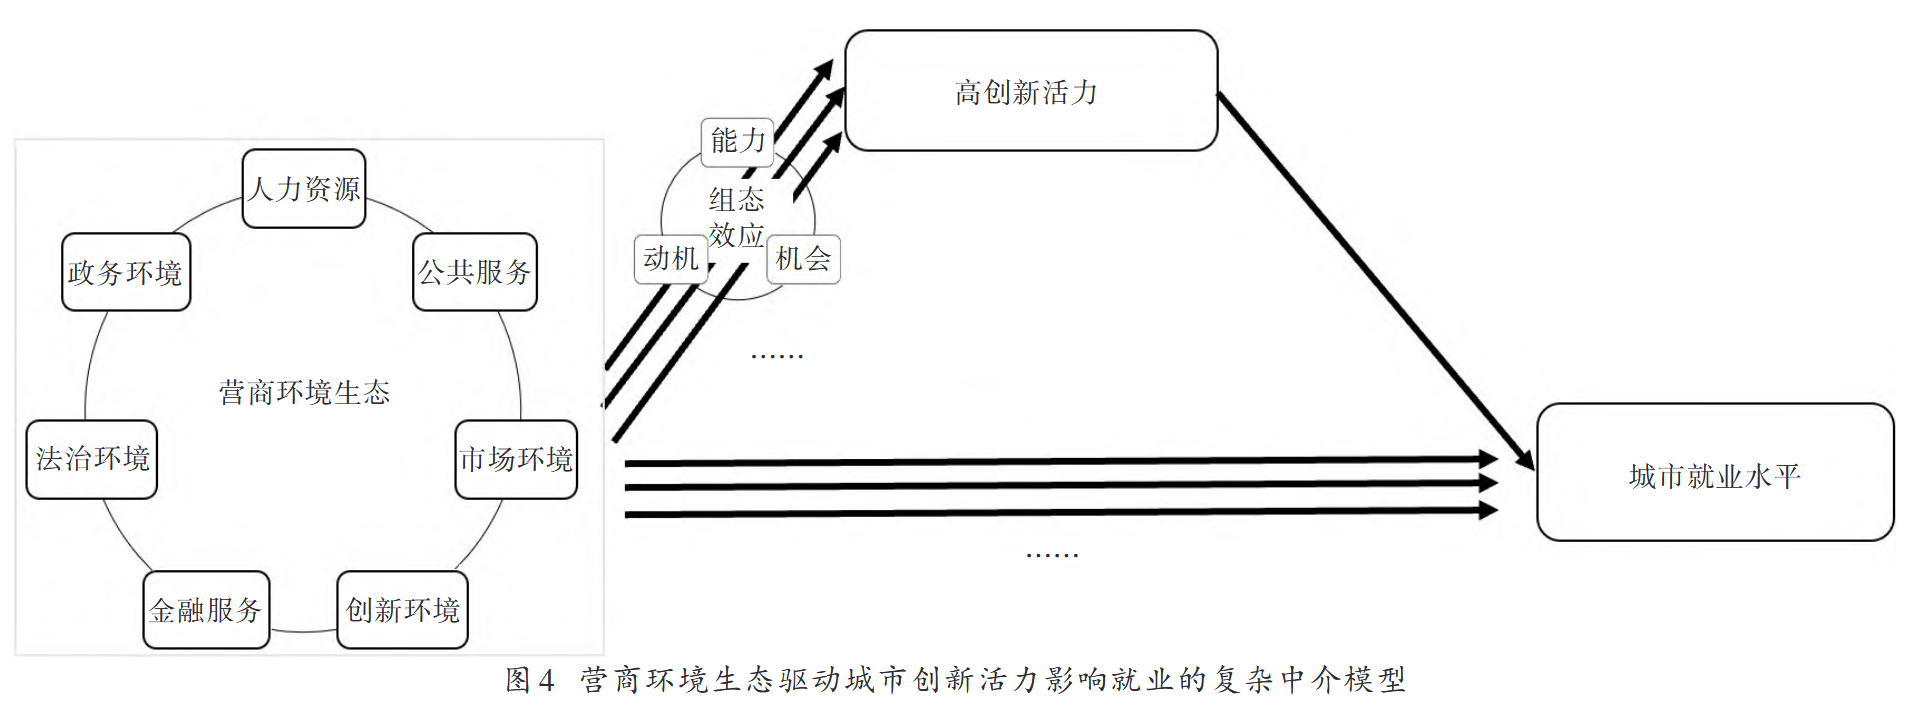 高创新活力
能力
组态
效应
动机
机会
人力资源
政务环境
公共服务
营商环境生态
法治环境
市场环境
金融服务
创新环境
……
城市就业水平
……
图4 营商环境生态驱动城市创新活力影响就业的复杂中介模型